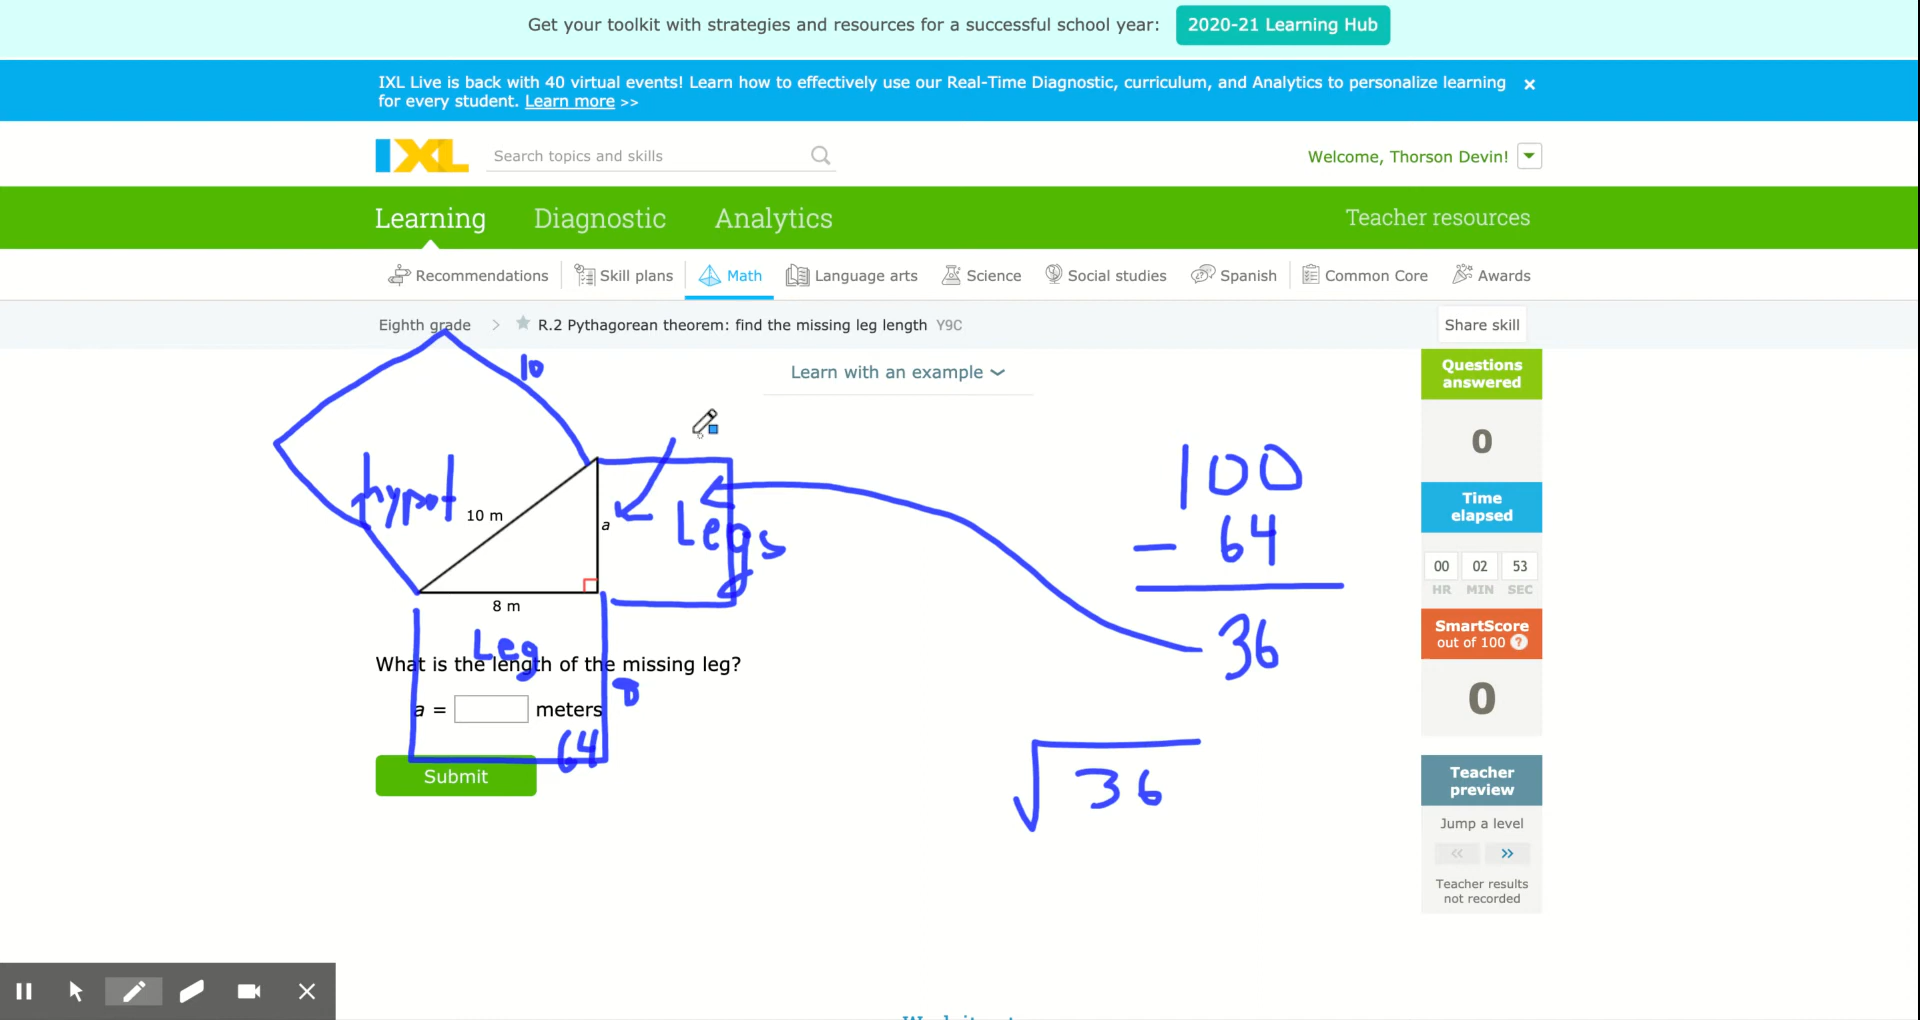 Get your toolkit with strategies and resources for a successful school year: 2020-21 Learning Hub
IXL Live is back with 40 virtual events! Learn how to effectively use our Real-Time Diagnostic, curriculum, and Analytics to personalize learning
for every student. Learn more >>
IXL Search topics and skills Welcome, Thorson Devin!
Learning Diagnostic Analytics Teacher resources
Recommendations Skill plans Math Language arts Science Social studies Spanish Common Core Awards
Eighth grade > R.2 Pythagorean theorem: find the missing leg length Y9C Share skill
Learn with an example
10
hypot
10 m
a
Legs
8 m
Leg
What is the length of the missing leg?
8
a = meters
64
Submit
100
- 64
36
√36
Questions
answered
0
Time
elapsed
00 02 53
HR MIN SEC
SmartScore
out of 100 ?
0
Teacher
preview
Jump a level
<< >>
Teacher results
not recorded